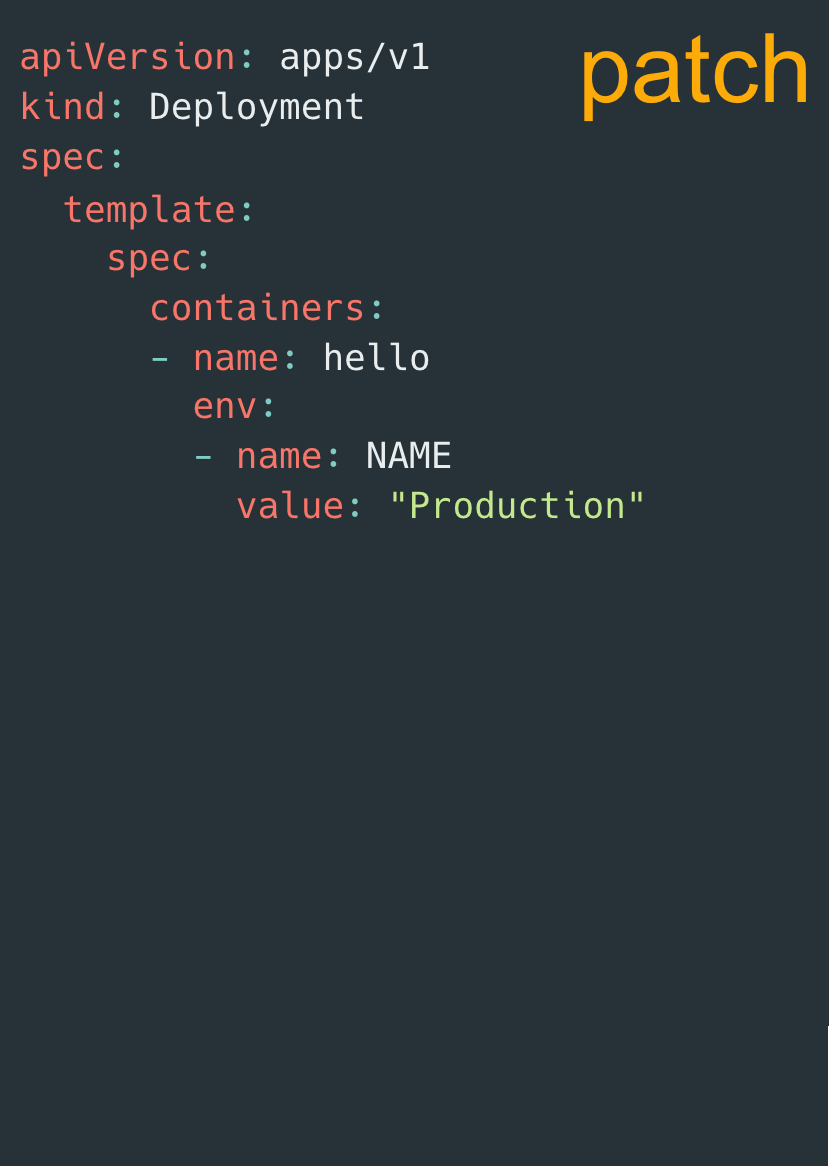 patch
apiVersion: apps/v1
kind: Deployment
spec:
  template:
    spec:
      containers:
      - name: hello
        env:
        - name: NAME
          value: "Production"